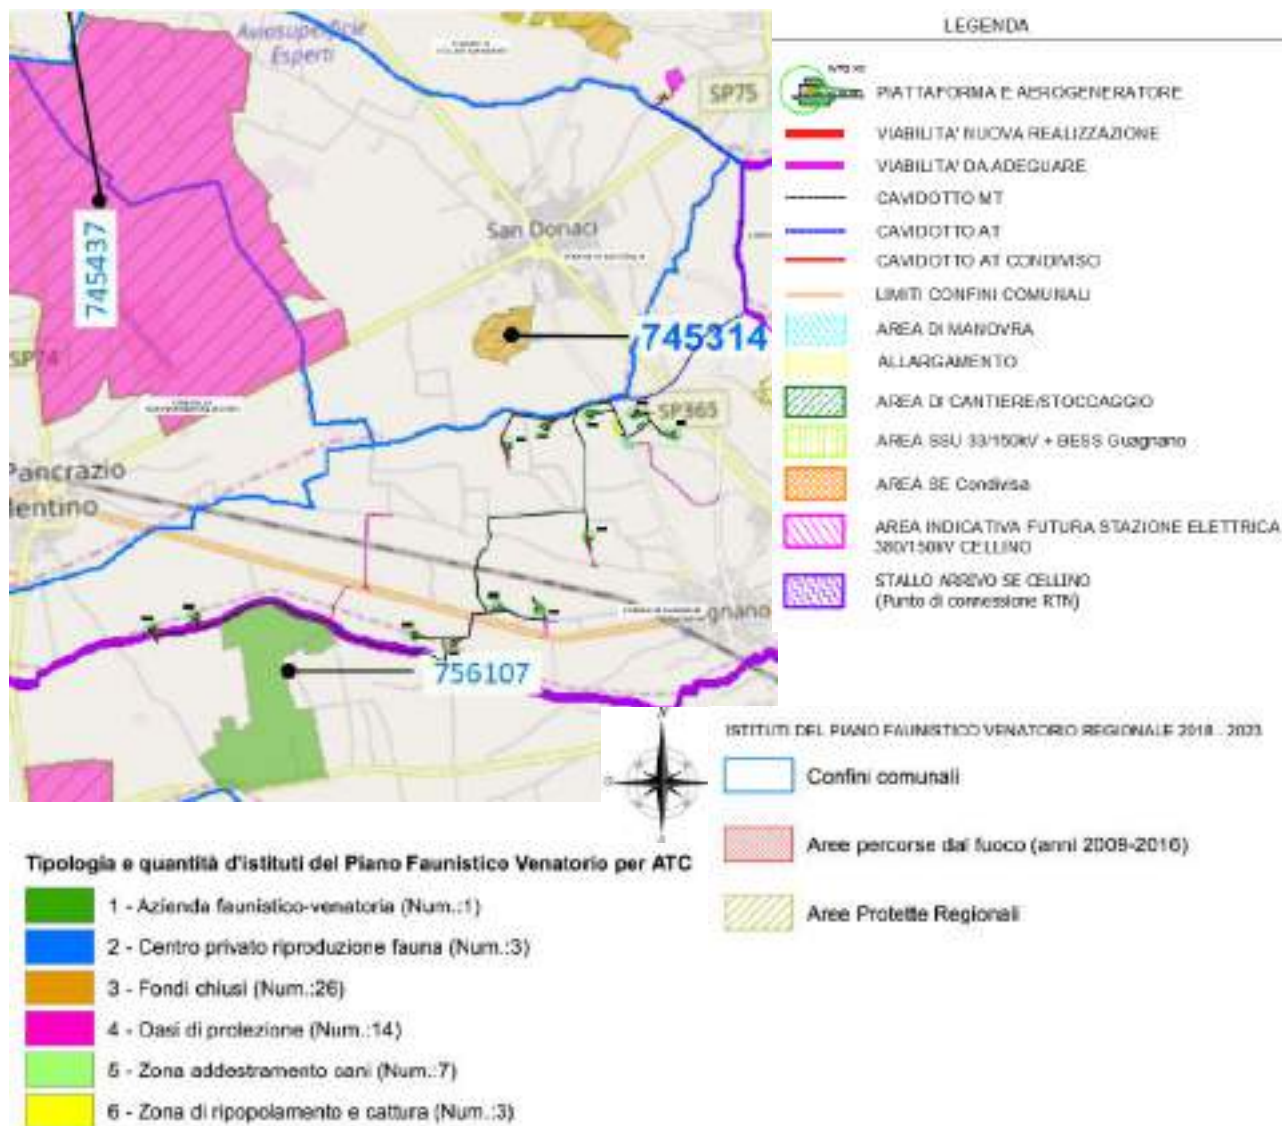 Aviosuperficie
Esperti
SP75
745437
San Donaci
SP74
745314
SP365
Pancrazio
lentino
gnano
756107
LEGENDA
PIATTAFORMA E AEROGENERATORE
VIABILITA' NUOVA REALIZZAZIONE
VIABILITA' DA ADEGUARE
CAVIDOTTO MT
CAVIDOTTO AT
CAVIDOTTO AT CONDIVISO
LIMITI CONFINI COMUNALI
AREA DI MANOVRA
ALLARGAMENTO
AREA DI CANTIERE/STOCCAGGIO
AREA SSU 33/150kV + BESS Guagnano
AREA SE Condivisa
AREA INDICATIVA FUTURA STAZIONE ELETTRICA
380/150kV CELLINO
STALLO ARRIVO SE CELLINO
(Punto di connessione RTN)
ISTITUTI DEL PIANO FAUNISTICO VENATORIO REGIONALE 2018 - 2023
Confini comunali
Aree percorse dal fuoco (anni 2009-2016)
Aree Protette Regionali
Tipologia e quantità d'istituti del Piano Faunistico Venatorio per ATC
1 - Azienda faunistico-venatoria (Num.:1)
2 - Centro privato riproduzione fauna (Num.:3)
3 - Fondi chiusi (Num.:26)
4 - Oasi di protezione (Num.:14)
5 - Zona addestramento cani (Num.:7)
6 - Zona di ripopolamento e cattura (Num.:3)